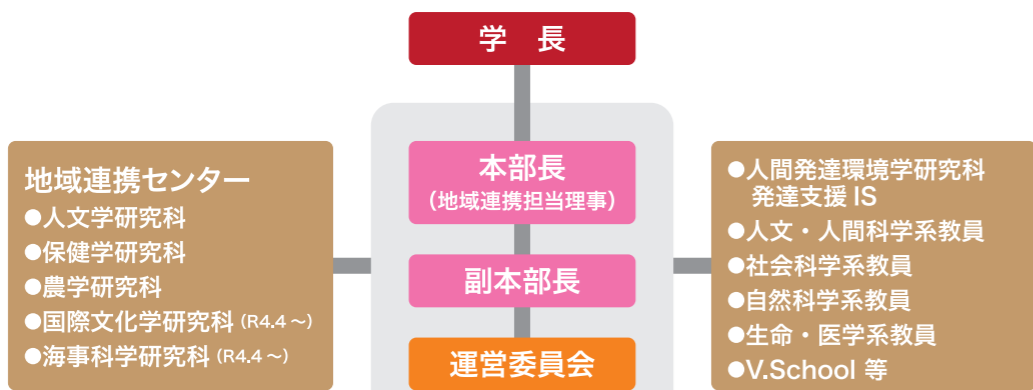 学 長
地域連携センター
●人文学研究科
●保健学研究科
●農学研究科
●国際文化学研究科 (R4.4～)
●海事科学研究科 (R4.4～)
本部長
(地域連携担当理事)
副本部長
運営委員会
●人間発達環境学研究科
発達支援 IS
●人文・人間科学系教員
●社会科学系教員
●自然科学系教員
●生命・医学系教員
●V.School 等